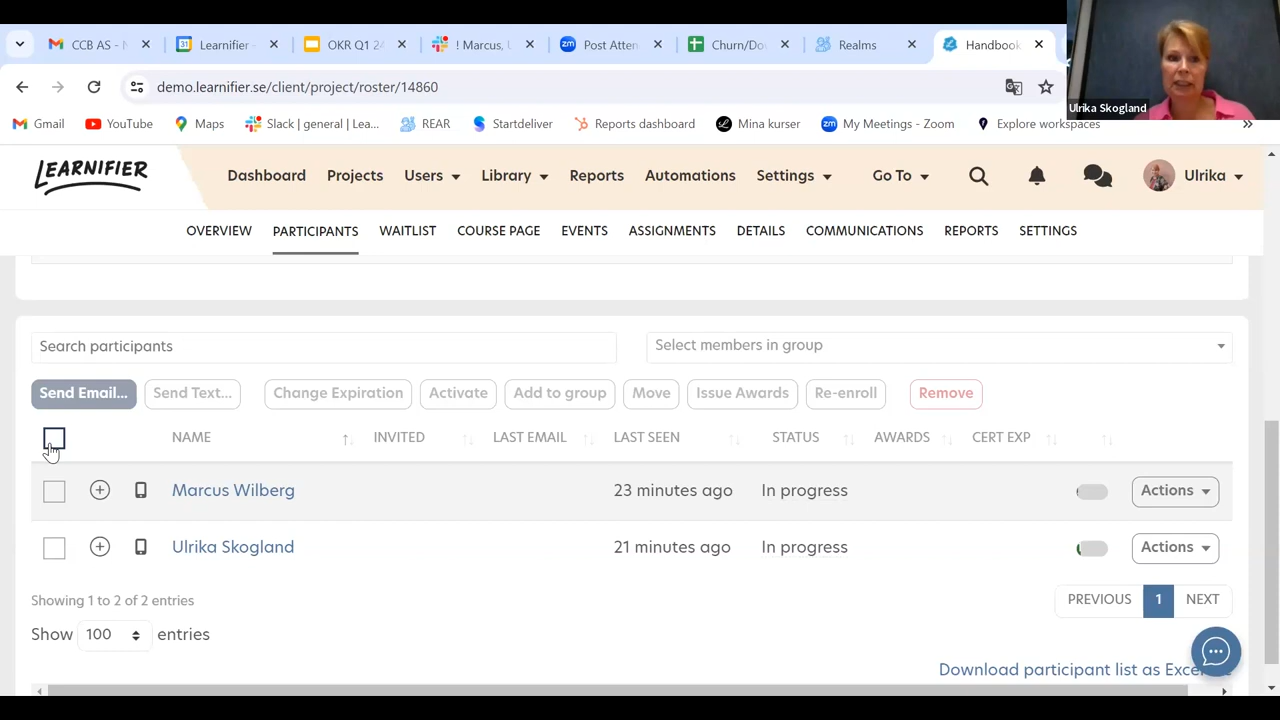 CCB AS - N
Learnifier -
OKR Q1 24
! Marcus, U
Post Atten
Churn/Dov
Realms
Handbook
demo.learnifier.se/client/project/roster/14860
Ulrika Skogland
Gmail
YouTube
Maps
Slack | general | Lea...
REAR
Startdeliver
Reports dashboard
Mina kurser
My Meetings - Zoom
Explore workspaces
LEARNIFIER
Dashboard
Projects
Users
Library
Reports
Automations
Settings
Go To
Ulrika
OVERVIEW
PARTICIPANTS
WAITLIST
COURSE PAGE
EVENTS
ASSIGNMENTS
DETAILS
COMMUNICATIONS
REPORTS
SETTINGS
Search participants
Select members in group
Send Email...
Send Text...
Change Expiration
Activate
Add to group
Move
Issue Awards
Re-enroll
Remove
NAME
INVITED
LAST EMAIL
LAST SEEN
STATUS
AWARDS
CERT EXP
Marcus Wilberg
23 minutes ago
In progress
Actions
Ulrika Skogland
21 minutes ago
In progress
Actions
Showing 1 to 2 of 2 entries
PREVIOUS
1
NEXT
Show 100 entries
Download participant list as Exce